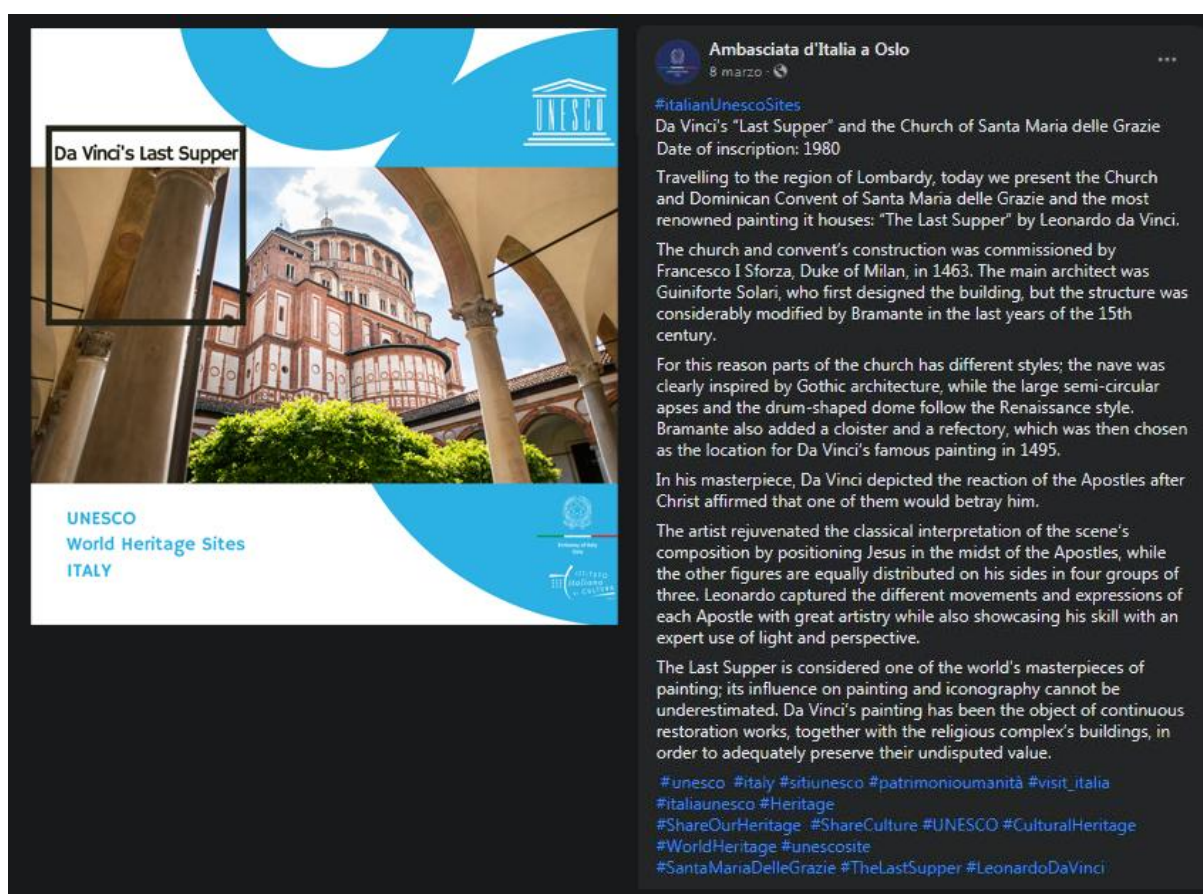 UNESCO
Da Vinci's Last Supper
UNESCO
World Heritage Sites
ITALY
Embassy of Italy
Oslo
ISTITUTO
italiano
DI CULTURA
Ambasciata d'Italia a Oslo
8 marzo ·
#italianUnescoSites
Da Vinci's "Last Supper" and the Church of Santa Maria delle Grazie
Date of inscription: 1980
Travelling to the region of Lombardy, today we present the Church
and Dominican Convent of Santa Maria delle Grazie and the most
renowned painting it houses: "The Last Supper" by Leonardo da Vinci.
The church and convent's construction was commissioned by
Francesco I Sforza, Duke of Milan, in 1463. The main architect was
Guiniforte Solari, who first designed the building, but the structure was
considerably modified by Bramante in the last years of the 15th
century.
For this reason parts of the church has different styles; the nave was
clearly inspired by Gothic architecture, while the large semi-circular
apses and the drum-shaped dome follow the Renaissance style.
Bramante also added a cloister and a refectory, which was then chosen
as the location for Da Vinci's famous painting in 1495.
In his masterpiece, Da Vinci depicted the reaction of the Apostles after
Christ affirmed that one of them would betray him.
The artist rejuvenated the classical interpretation of the scene's
composition by positioning Jesus in the midst of the Apostles, while
the other figures are equally distributed on his sides in four groups of
three. Leonardo captured the different movements and expressions of
each Apostle with great artistry while also showcasing his skill with an
expert use of light and perspective.
The Last Supper is considered one of the world's masterpieces of
painting; its influence on painting and iconography cannot be
underestimated. Da Vinci's painting has been the object of continuous
restoration works, together with the religious complex's buildings, in
order to adequately preserve their undisputed value.
#unesco #italy #sitiunesco #patrimonioumanità #visit_italia
#italiaunesco #Heritage
#ShareOurHeritage #ShareCulture #UNESCO #CulturalHeritage
#WorldHeritage #unescosite
#SantaMariaDelleGrazie #TheLastSupper #LeonardoDaVinci